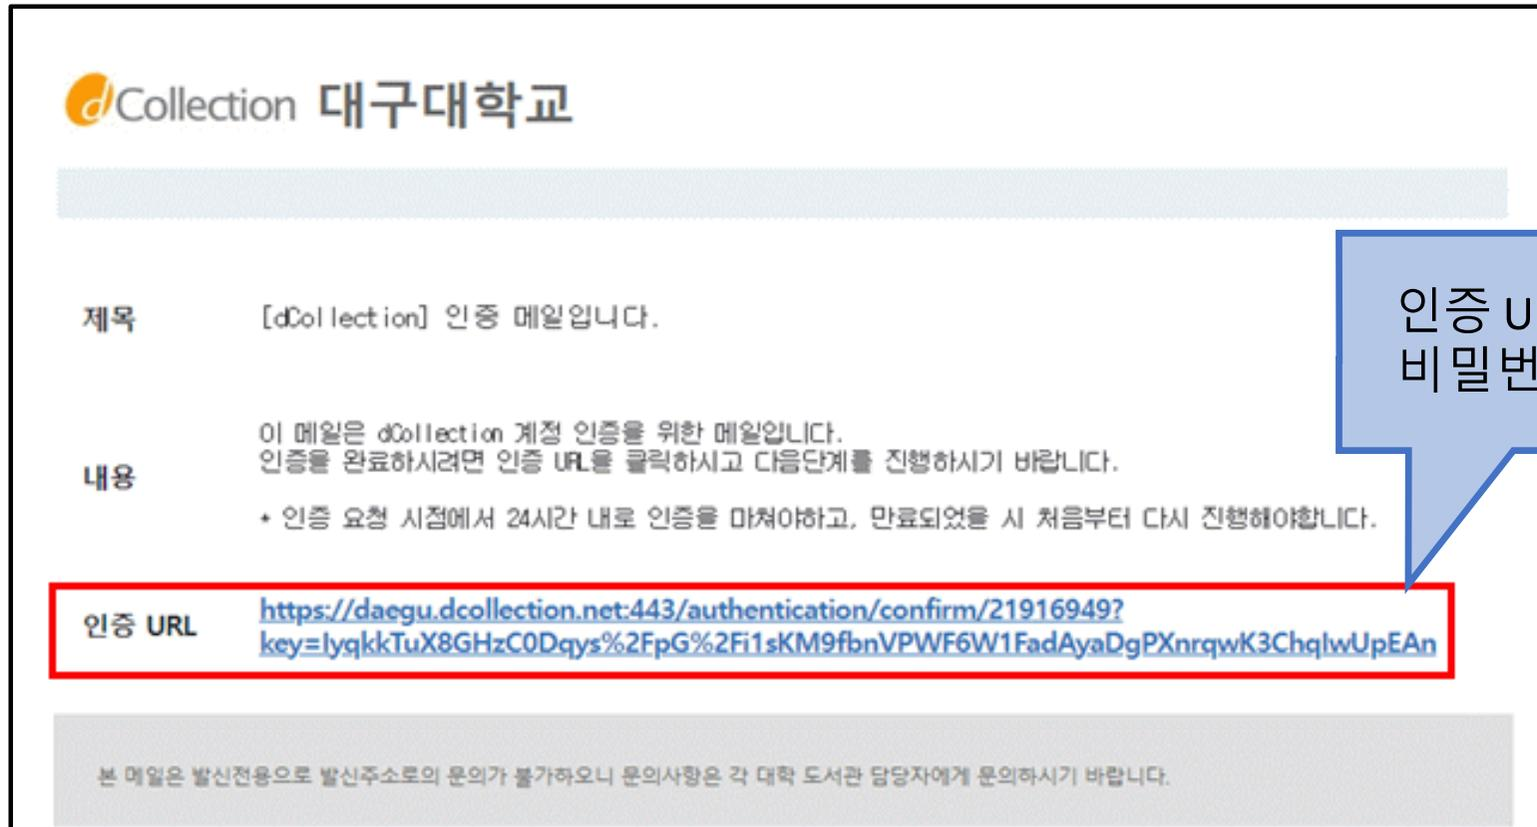 dCollection 대구대학교
제목 [dCollection] 인증 메일입니다.
인증 U
비밀번
내용
이 메일은 dCollection 계정 인증을 위한 메일입니다.
인증을 완료하시려면 인증 URL을 클릭하시고 다음단계를 진행하시기 바랍니다.
* 인증 요청 시점에서 24시간 내로 인증을 마쳐야하고, 만료되었을 시 처음부터 다시 진행해야합니다.
인증 URL
https://daegu.dcollection.net:443/authentication/confirm/21916949?
key=IyqkkTuX8GHzC0Dqys%2FpG%2Fi1sKM9fbnVPWF6W1FadAyaDgPXnrqwK3ChqIwUpEAn
본 메일은 발신전용으로 발신주소로의 문의가 불가하오니 문의사항은 각 대학 도서관 담당자에게 문의하시기 바랍니다.